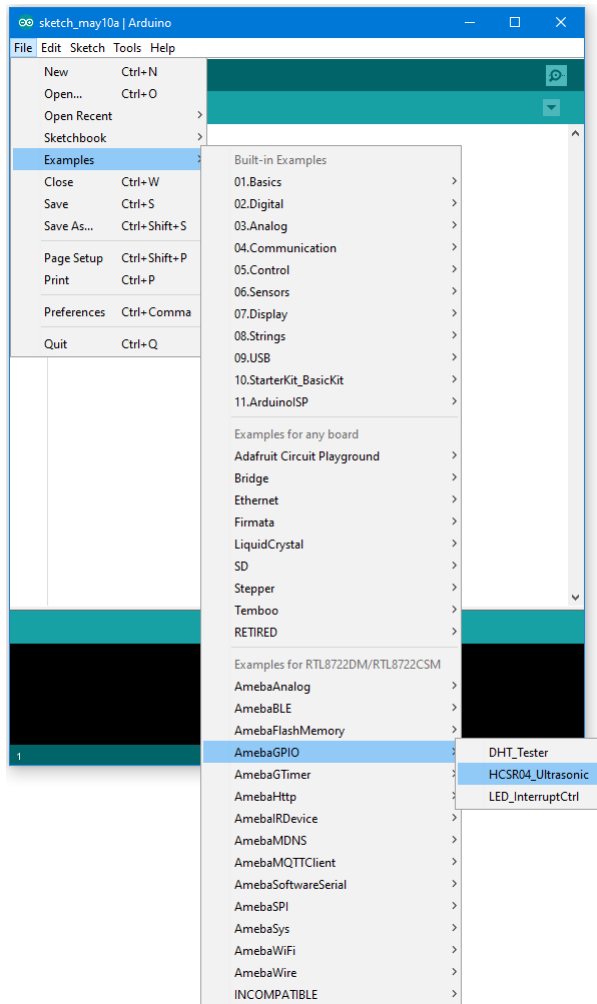 sketch_may10a | Arduino
File Edit Sketch Tools Help
New Ctrl+N
Open... Ctrl+O
Open Recent
Sketchbook
Examples
Close Ctrl+W
Save Ctrl+S
Save As... Ctrl+Shift+S
Page Setup Ctrl+Shift+P
Print Ctrl+P
Preferences Ctrl+Comma
Quit Ctrl+Q
Built-in Examples
01.Basics
02.Digital
03.Analog
04.Communication
05.Control
06.Sensors
07.Display
08.Strings
09.USB
10.StarterKit_BasicKit
11.ArduinoISP
Examples for any board
Adafruit Circuit Playground
Bridge
Ethernet
Firmata
LiquidCrystal
SD
Stepper
Temboo
RETIRED
Examples for RTL8722DM/RTL8722CSM
AmebaAnalog
AmebaBLE
AmebaFlashMemory
AmebaGPIO
AmebaGTimer
AmebaHttp
AmebaIRDevice
AmebaMDNS
AmebaMQTTClient
AmebaSoftwareSerial
AmebaSPI
AmebaSys
AmebaWiFi
AmebaWire
INCOMPATIBLE
DHT_Tester
HCSR04_Ultrasonic
LED_InterruptCtrl
1